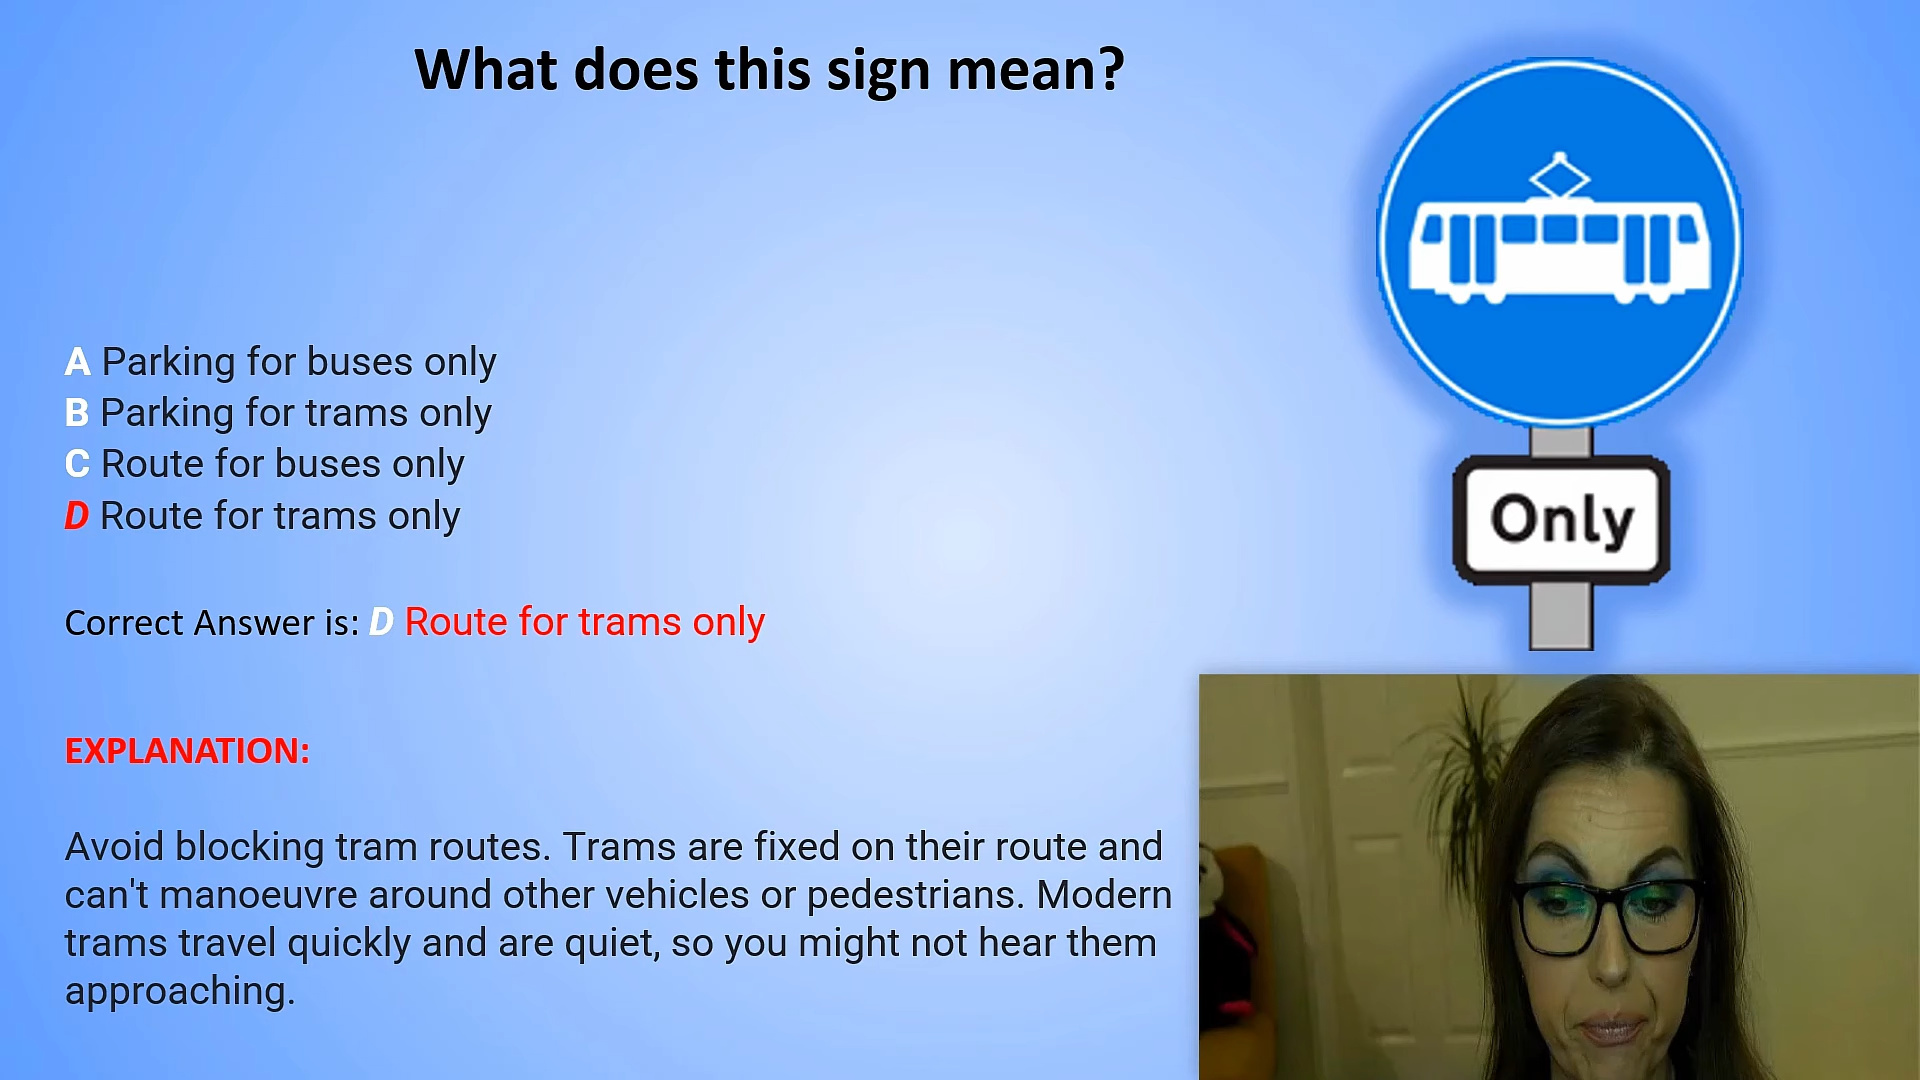 What does this sign mean?
A Parking for buses only
B Parking for trams only
C Route for buses only
D Route for trams only
Only
Correct Answer is: D Route for trams only
EXPLANATION:
Avoid blocking tram routes. Trams are fixed on their route and
can't manoeuvre around other vehicles or pedestrians. Modern
trams travel quickly and are quiet, so you might not hear them
approaching.